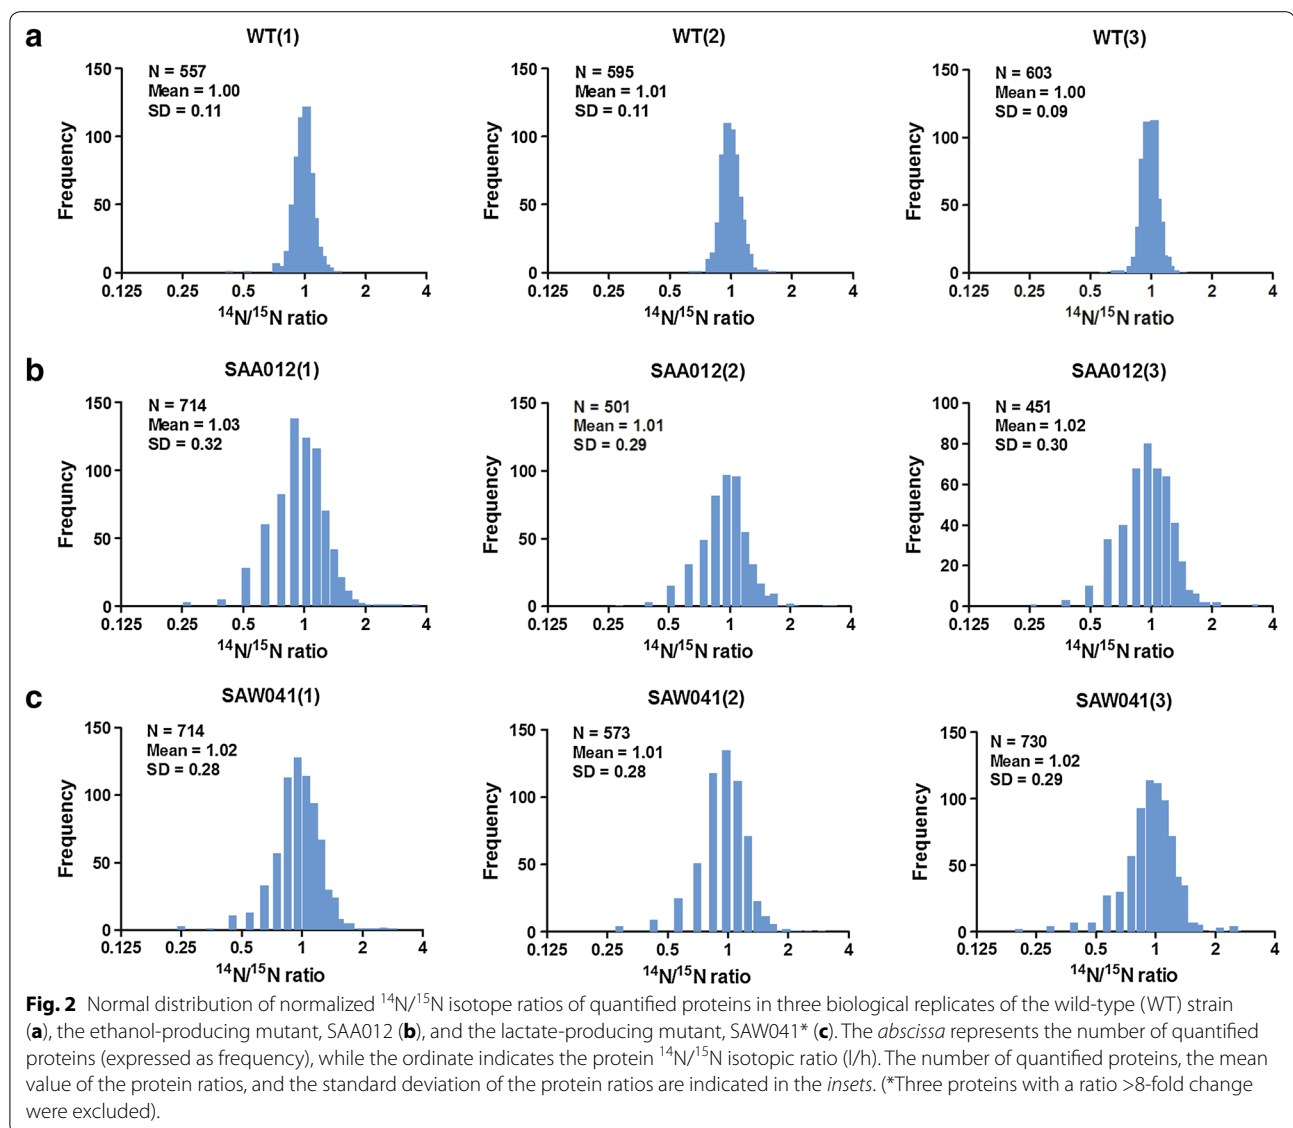 a
WT(1)
WT(2)
WT(3)
N = 557
Mean = 1.00
SD = 0.11
N = 595
Mean = 1.01
SD = 0.11
N = 603
Mean = 1.00
SD = 0.09
Frequency
150
100
50
0
0.125 0.25 0.5 1 2 4
14N/15N ratio
Frequency
150
100
50
0
0.125 0.25 0.5 1 2 4
14N/15N ratio
Frequency
150
100
50
0
0.125 0.25 0.5 1 2 4
14N/15N ratio
b
SAA012(1)
SAA012(2)
SAA012(3)
N = 714
Mean = 1.03
SD = 0.32
N = 501
Mean = 1.01
SD = 0.29
N = 451
Mean = 1.02
SD = 0.30
Frequncy
150
100
50
0
0.125 0.25 0.5 1 2 4
14N/15N ratio
Frequency
150
100
50
0
0.125 0.25 0.5 1 2 4
14N/15N ratio
Frequency
100
80
60
40
20
0
0.125 0.25 0.5 1 2 4
14N/15N ratio
c
SAW041(1)
SAW041(2)
SAW041(3)
N = 714
Mean = 1.02
SD = 0.28
N = 573
Mean = 1.01
SD = 0.28
N = 730
Mean = 1.02
SD = 0.29
Frequency
150
100
50
0
0.125 0.25 0.5 1 2 4
14N/15N ratio
Frequency
150
100
50
0
0.125 0.25 0.5 1 2 4
14N/15N ratio
Frequency
150
100
50
0
0.125 0.25 0.5 1 2 4
14N/15N ratio
Fig. 2 Normal distribution of normalized 14N/15N isotope ratios of quantified proteins in three biological replicates of the wild-type (WT) strain
(a), the ethanol-producing mutant, SAA012 (b), and the lactate-producing mutant, SAW041* (c). The abscissa represents the number of quantified
proteins (expressed as frequency), while the ordinate indicates the protein 14N/15N isotopic ratio (l/h). The number of quantified proteins, the mean
value of the protein ratios, and the standard deviation of the protein ratios are indicated in the insets. (*Three proteins with a ratio >8-fold change
were excluded).